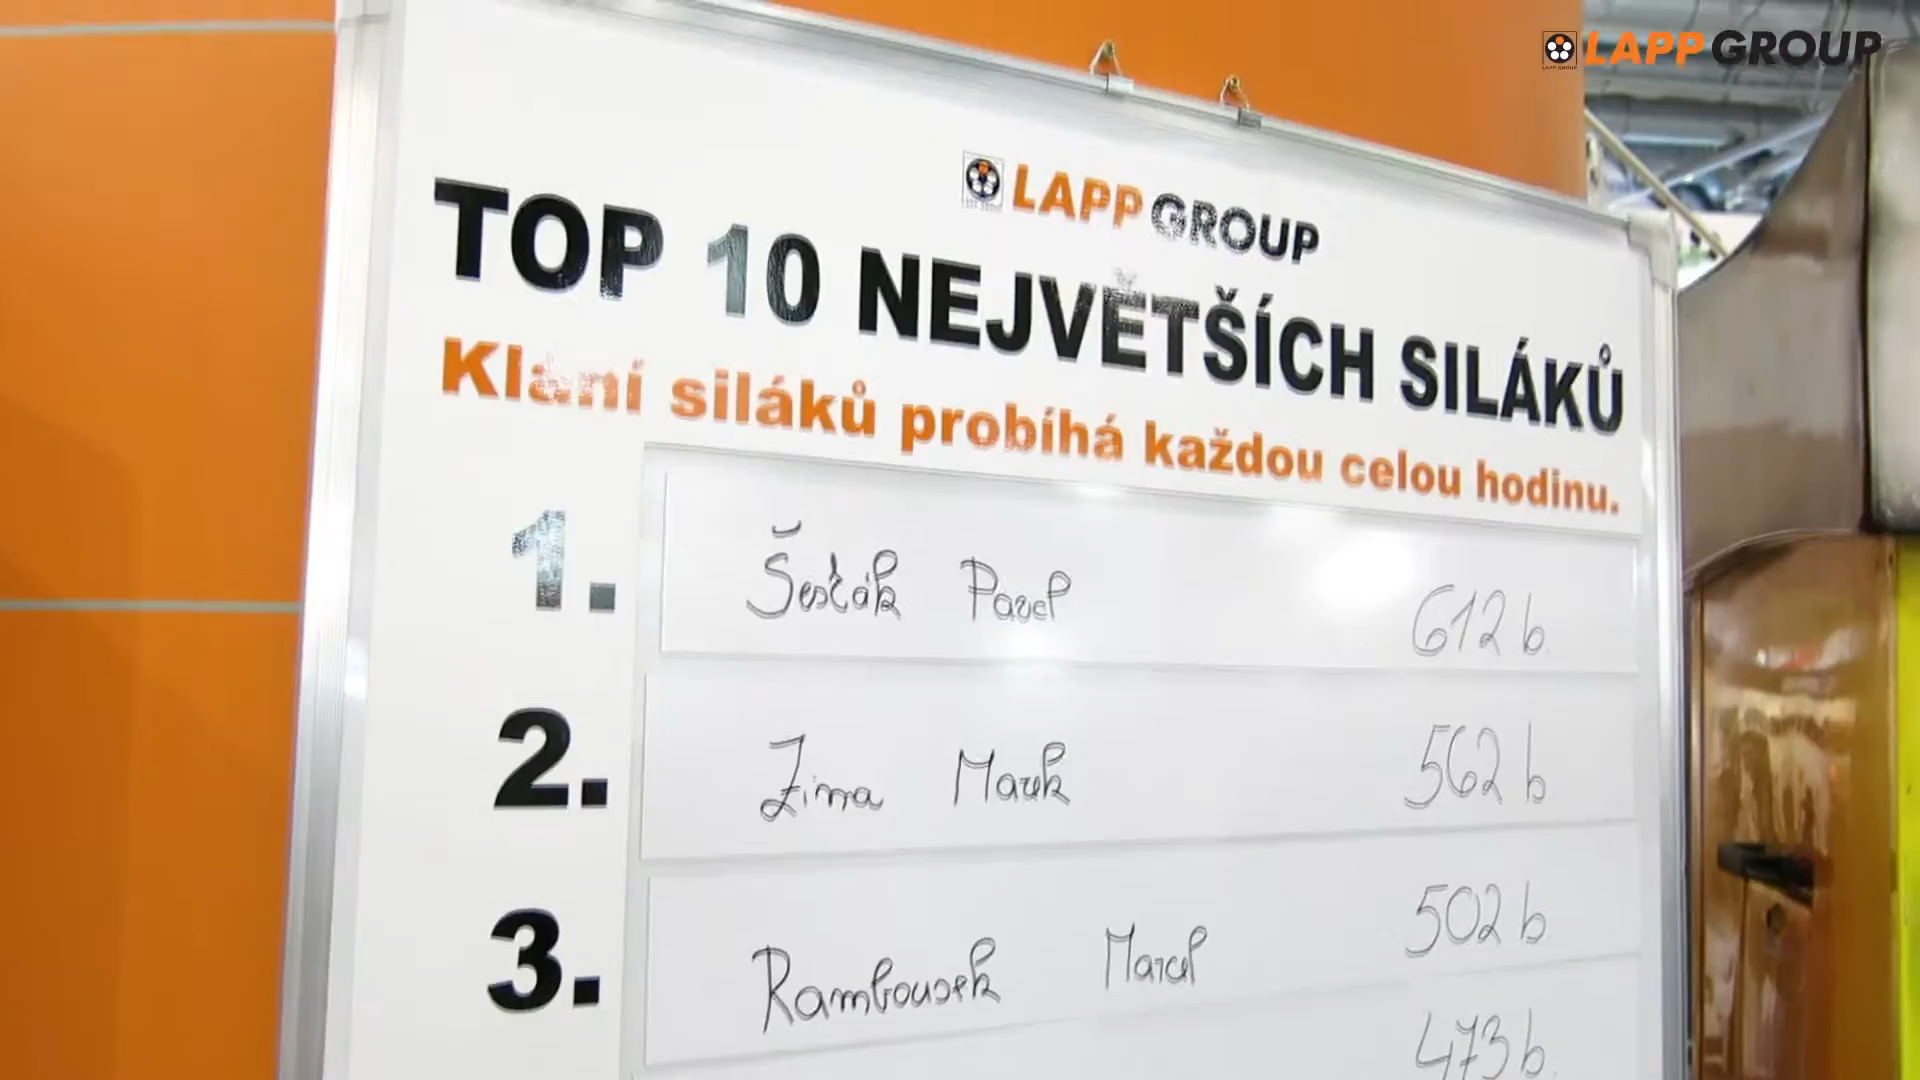 LAPP GROUP
LAPP GROUP
TOP 10 NEJVĚTŠÍCH SILÁKŮ
Klání siláků probíhá každou celou hodinu.
1. Šesták Pavel 612 b.
2. Zima Marek 562 b.
3. Rambousek Marcel 502 b.
473 b.